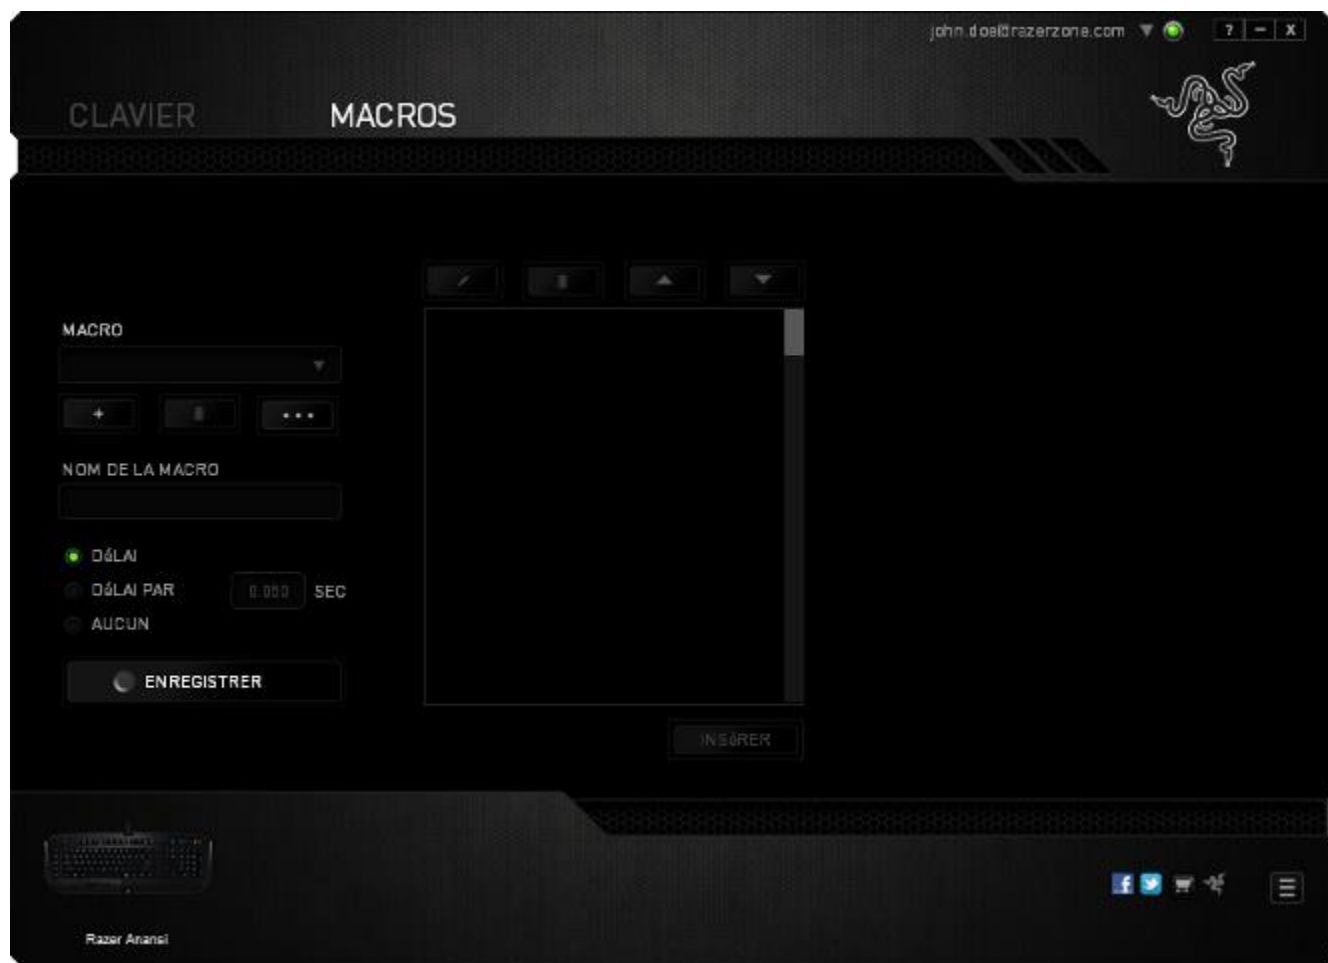 john.doe@razerzone.com
? – X
CLAVIER MACROS
MACRO
NOM DE LA MACRO
DéLAI
DéLAI PAR 0.050 SEC
AUCUN
ENREGISTRER
INSéRER
Razer Anansi